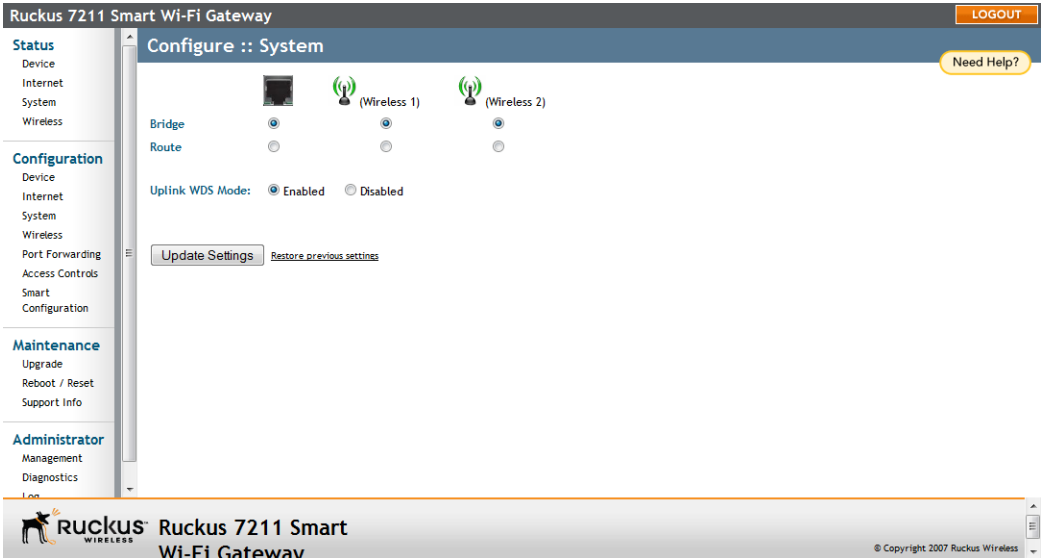 Ruckus 7211 Smart Wi-Fi Gateway
LOGOUT
Status
Device
Internet
System
Wireless
Configuration
Device
Internet
System
Wireless
Port Forwarding
Access Controls
Smart
Configuration
Maintenance
Upgrade
Reboot / Reset
Support Info
Administrator
Management
Diagnostics
Log
Configure :: System
Need Help?
(Wireless 1)
(Wireless 2)
Bridge
Route
Uplink WDS Mode: Enabled Disabled
Update Settings Restore previous settings
RUCKUS
WIRELESS
Ruckus 7211 Smart
Wi-Fi Gateway
© Copyright 2007 Ruckus Wireless